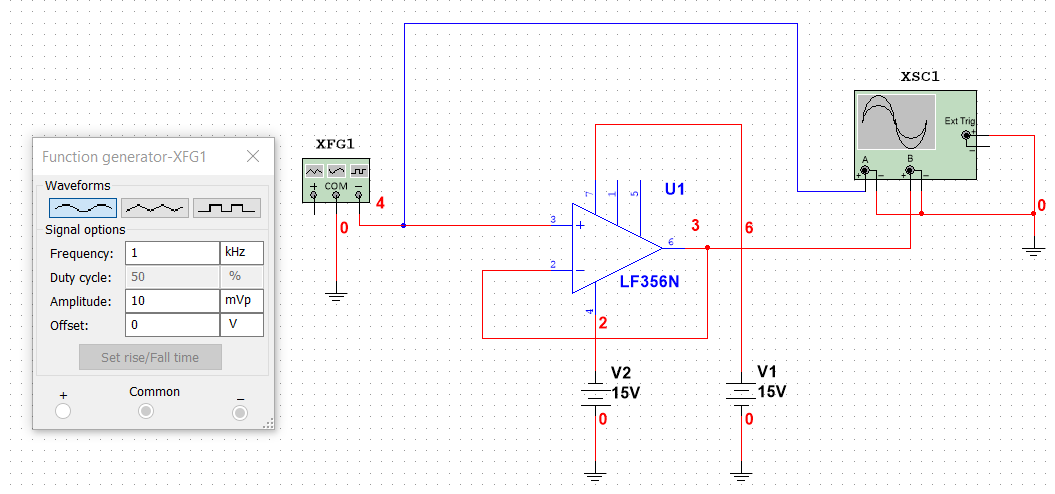 Function generator-XFG1
Waveforms
Signal options
Frequency: 1 kHz
Duty cycle: 50 %
Amplitude: 10 mVp
Offset: 0 V
Set rise/Fall time
+ Common −
XFG1
+ COM −
4
0
XSC1
Ext Trig
+
−
A B
+ − + −
0
U1
7 1 5
3 +
2 −
6
4
LF356N
3
6
2
V2
15V
0
V1
15V
0